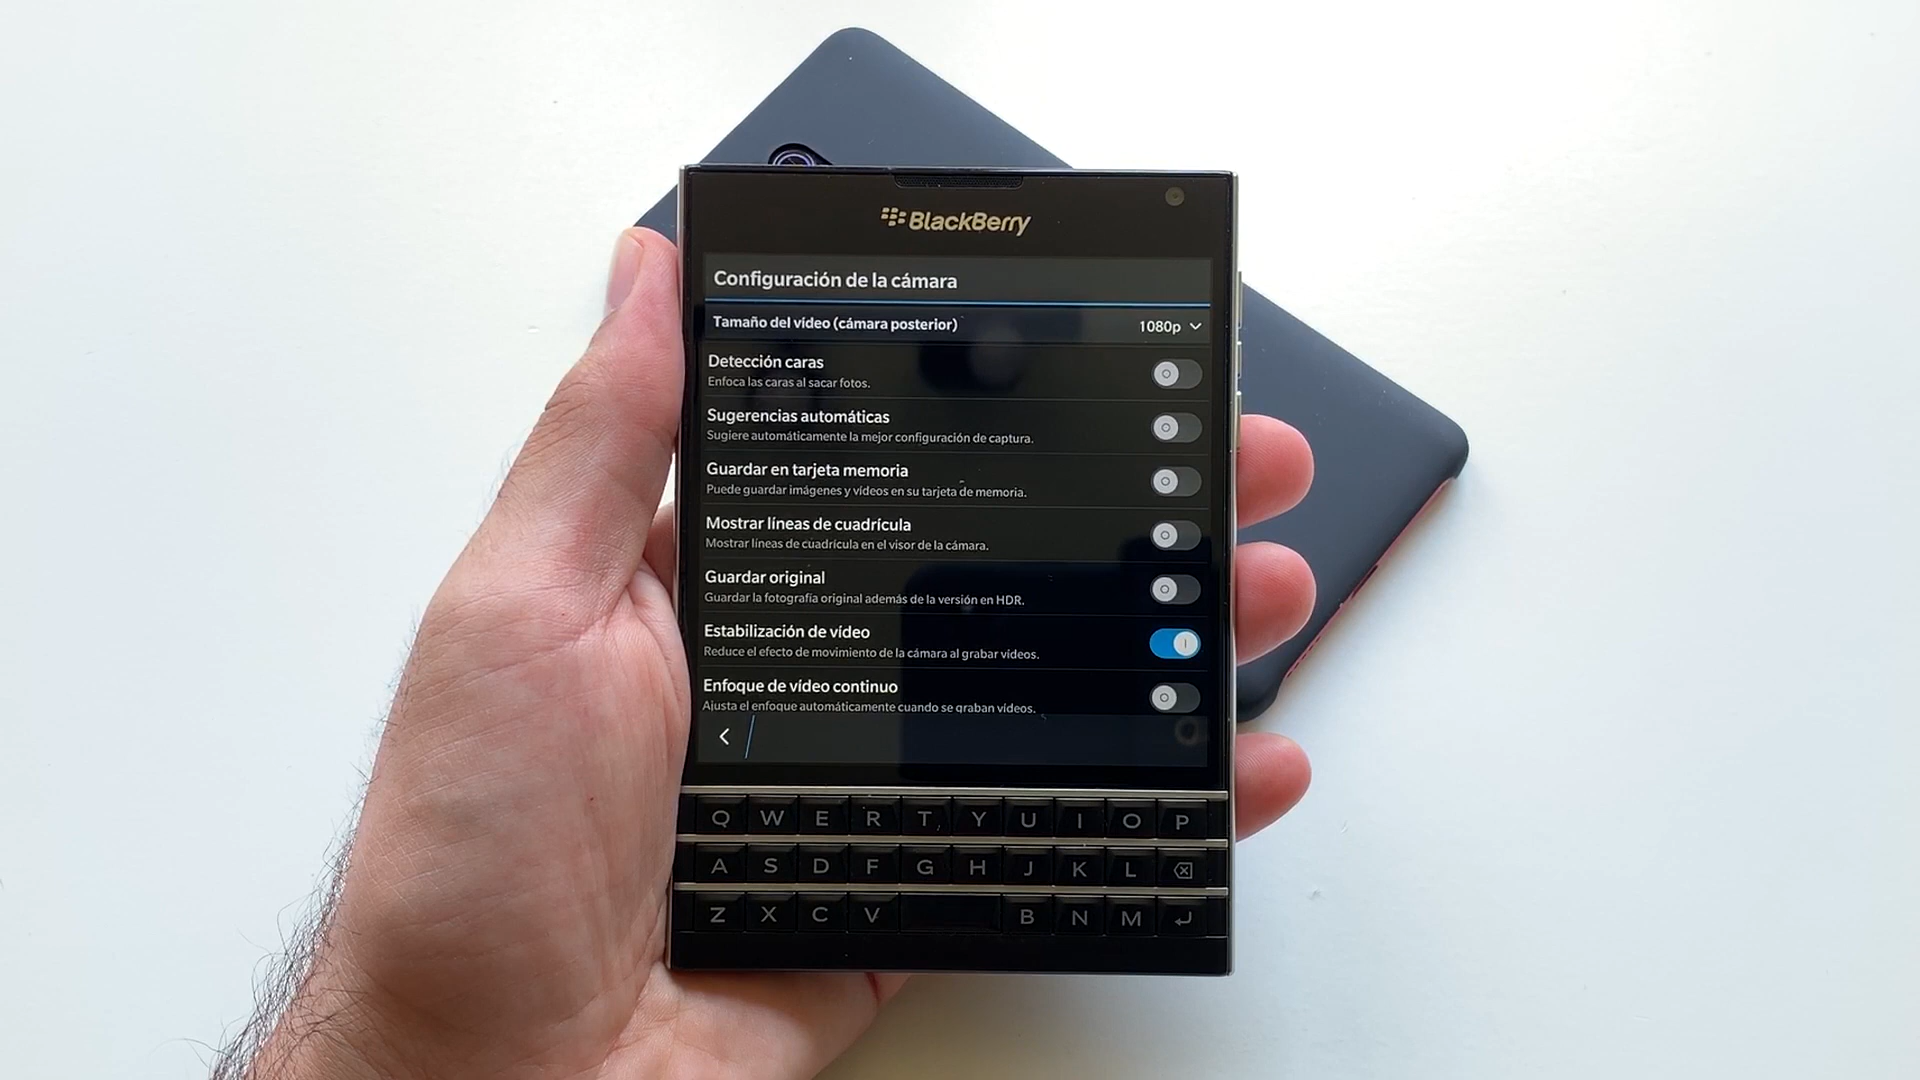 BlackBerry
Configuración de la cámara
Tamaño del vídeo (cámara posterior) 1080p
Detección caras
Enfoca las caras al sacar fotos.
Sugerencias automáticas
Sugiere automáticamente la mejor configuración de captura.
Guardar en tarjeta memoria
Puede guardar imágenes y vídeos en su tarjeta de memoria.
Mostrar líneas de cuadrícula
Mostrar líneas de cuadrícula en el visor de la cámara.
Guardar original
Guardar la fotografía original además de la versión en HDR.
Estabilización de vídeo
Reduce el efecto de movimiento de la cámara al grabar vídeos.
Enfoque de vídeo continuo
Ajusta el enfoque automáticamente cuando se graban vídeos.
Q W E R T Y U I O P
A S D F G H J K L
Z X C V B N M